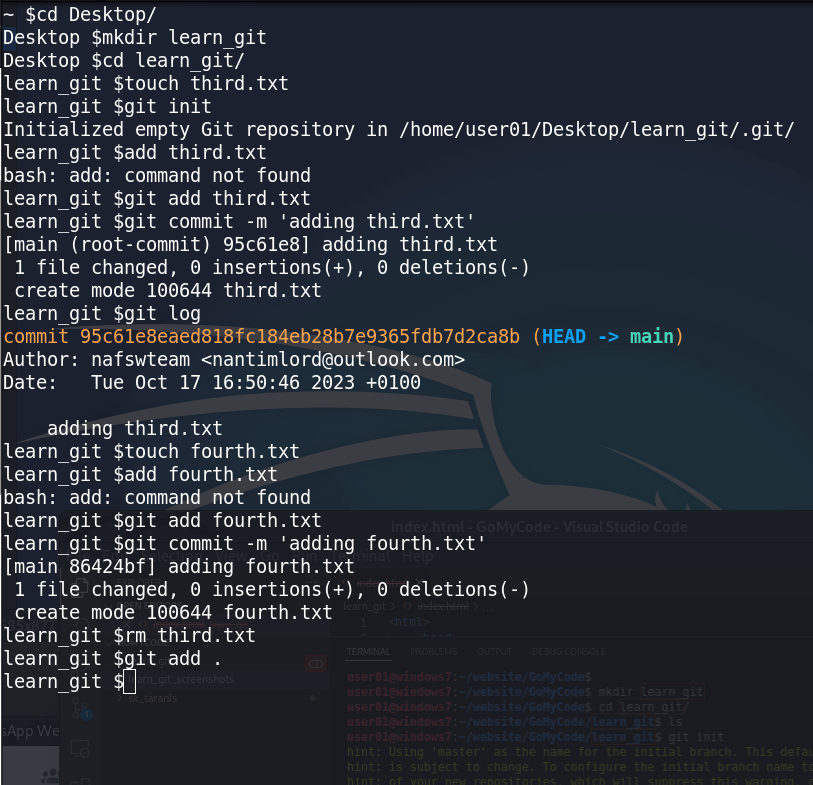 ~ $cd Desktop/
Desktop $mkdir learn_git
Desktop $cd learn_git/
learn_git $touch third.txt
learn_git $git init
Initialized empty Git repository in /home/user01/Desktop/learn_git/.git/
learn_git $add third.txt
bash: add: command not found
learn_git $git add third.txt
learn_git $git commit -m 'adding third.txt'
[main (root-commit) 95c61e8] adding third.txt
 1 file changed, 0 insertions(+), 0 deletions(-)
 create mode 100644 third.txt
learn_git $git log
commit 95c61e8eaed818fc184eb28b7e9365fdb7d2ca8b (HEAD -> main)
Author: nafswteam <nantimlord@outlook.com>
Date:   Tue Oct 17 16:50:46 2023 +0100

    adding third.txt
learn_git $touch fourth.txt
learn_git $add fourth.txt
bash: add: command not found
learn_git $git add fourth.txt
learn_git $git commit -m 'adding fourth.txt'
[main 86424bf] adding fourth.txt
 1 file changed, 0 insertions(+), 0 deletions(-)
 create mode 100644 fourth.txt
learn_git $rm third.txt
learn_git $git add .
learn_git $
index.html - GoMyCode - Visual Studio Code
learn_git > index.html > ...
1 <html>
TERMINAL PROBLEMS OUTPUT DEBUG CONSOLE
learn_git_screenshots
sk_taranis
user01@windows7:~/website/GoMyCode$
user01@windows7:~/website/GoMyCode$ mkdir learn_git
user01@windows7:~/website/GoMyCode$ cd learn_git/
user01@windows7:~/website/GoMyCode/learn_git$ ls
user01@windows7:~/website/GoMyCode/learn_git$ git init
hint: Using 'master' as the name for the initial branch. This
hint: is subject to change. To configure the initial branch name
hint: of your new repositories, which will suppress this warning,